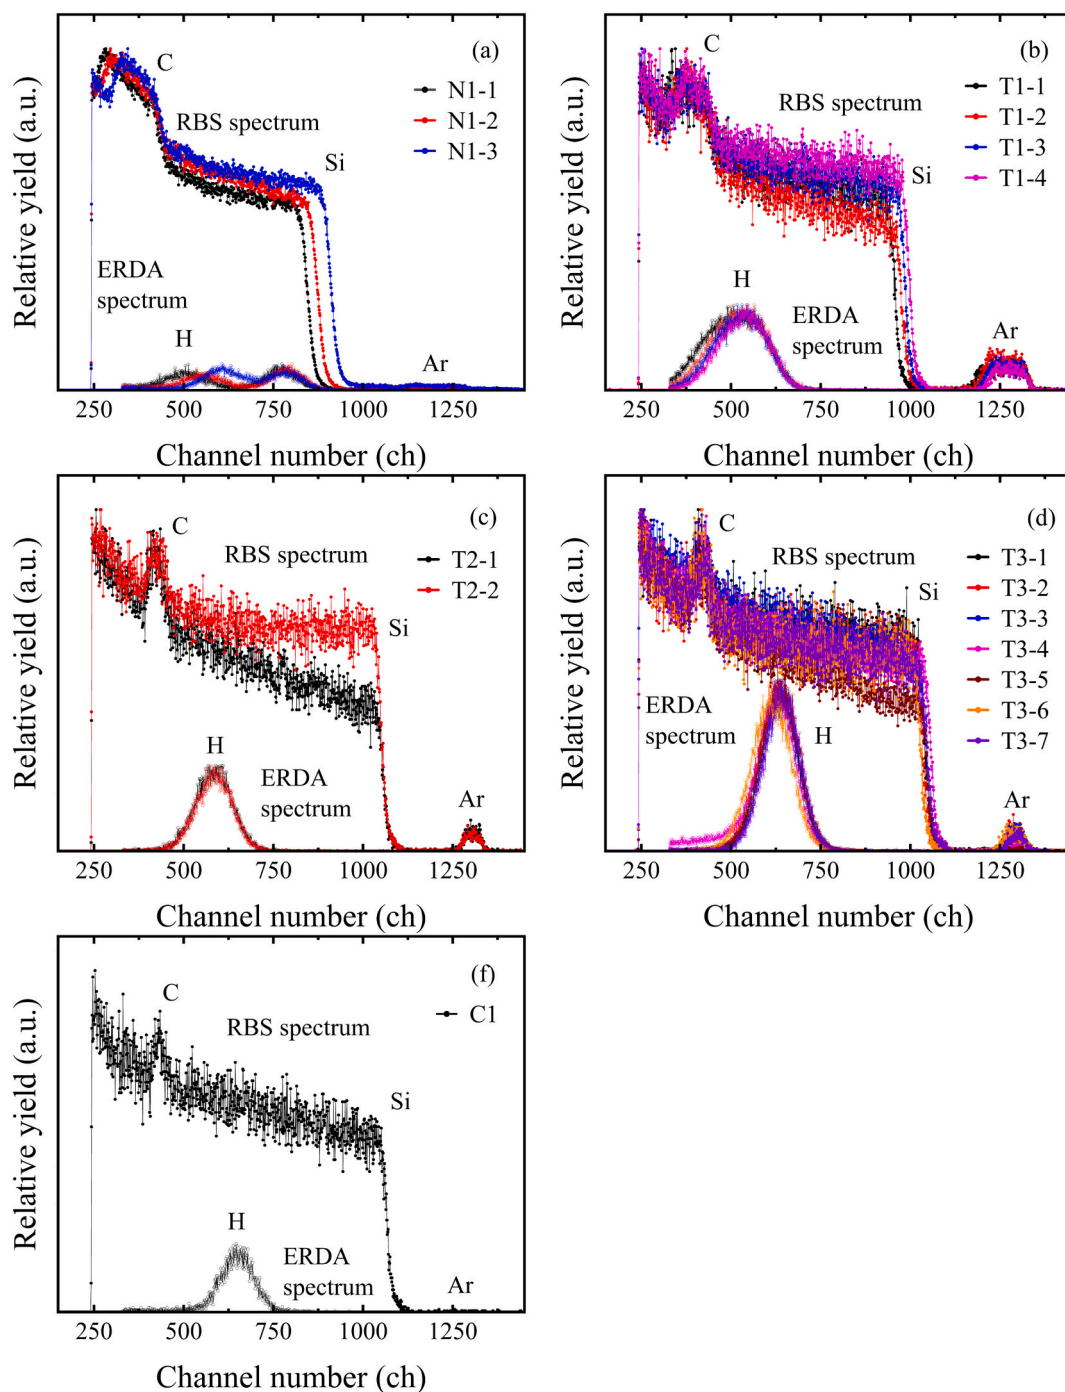 (a)
C
N1-1
N1-2
RBS spectrum
N1-3
Si
ERDA
spectrum
H
Ar
250 500 750 1000 1250
Channel number (ch)
Relative yield (a.u.)
(b)
C
T1-1
RBS spectrum
T1-2
T1-3
Si
T1-4
H
ERDA
spectrum
Ar
250 500 750 1000 1250
Channel number (ch)
Relative yield (a.u.)
(c)
C
RBS spectrum
T2-1
T2-2
Si
H
ERDA
spectrum
Ar
250 500 750 1000 1250
Channel number (ch)
Relative yield (a.u.)
(d)
C
RBS spectrum
T3-1
Si
T3-2
T3-3
T3-4
T3-5
T3-6
T3-7
ERDA
spectrum
H
Ar
250 500 750 1000 1250
Channel number (ch)
Relative yield (a.u.)
(f)
C
RBS spectrum
C1
Si
H
ERDA
spectrum
Ar
250 500 750 1000 1250
Channel number (ch)
Relative yield (a.u.)